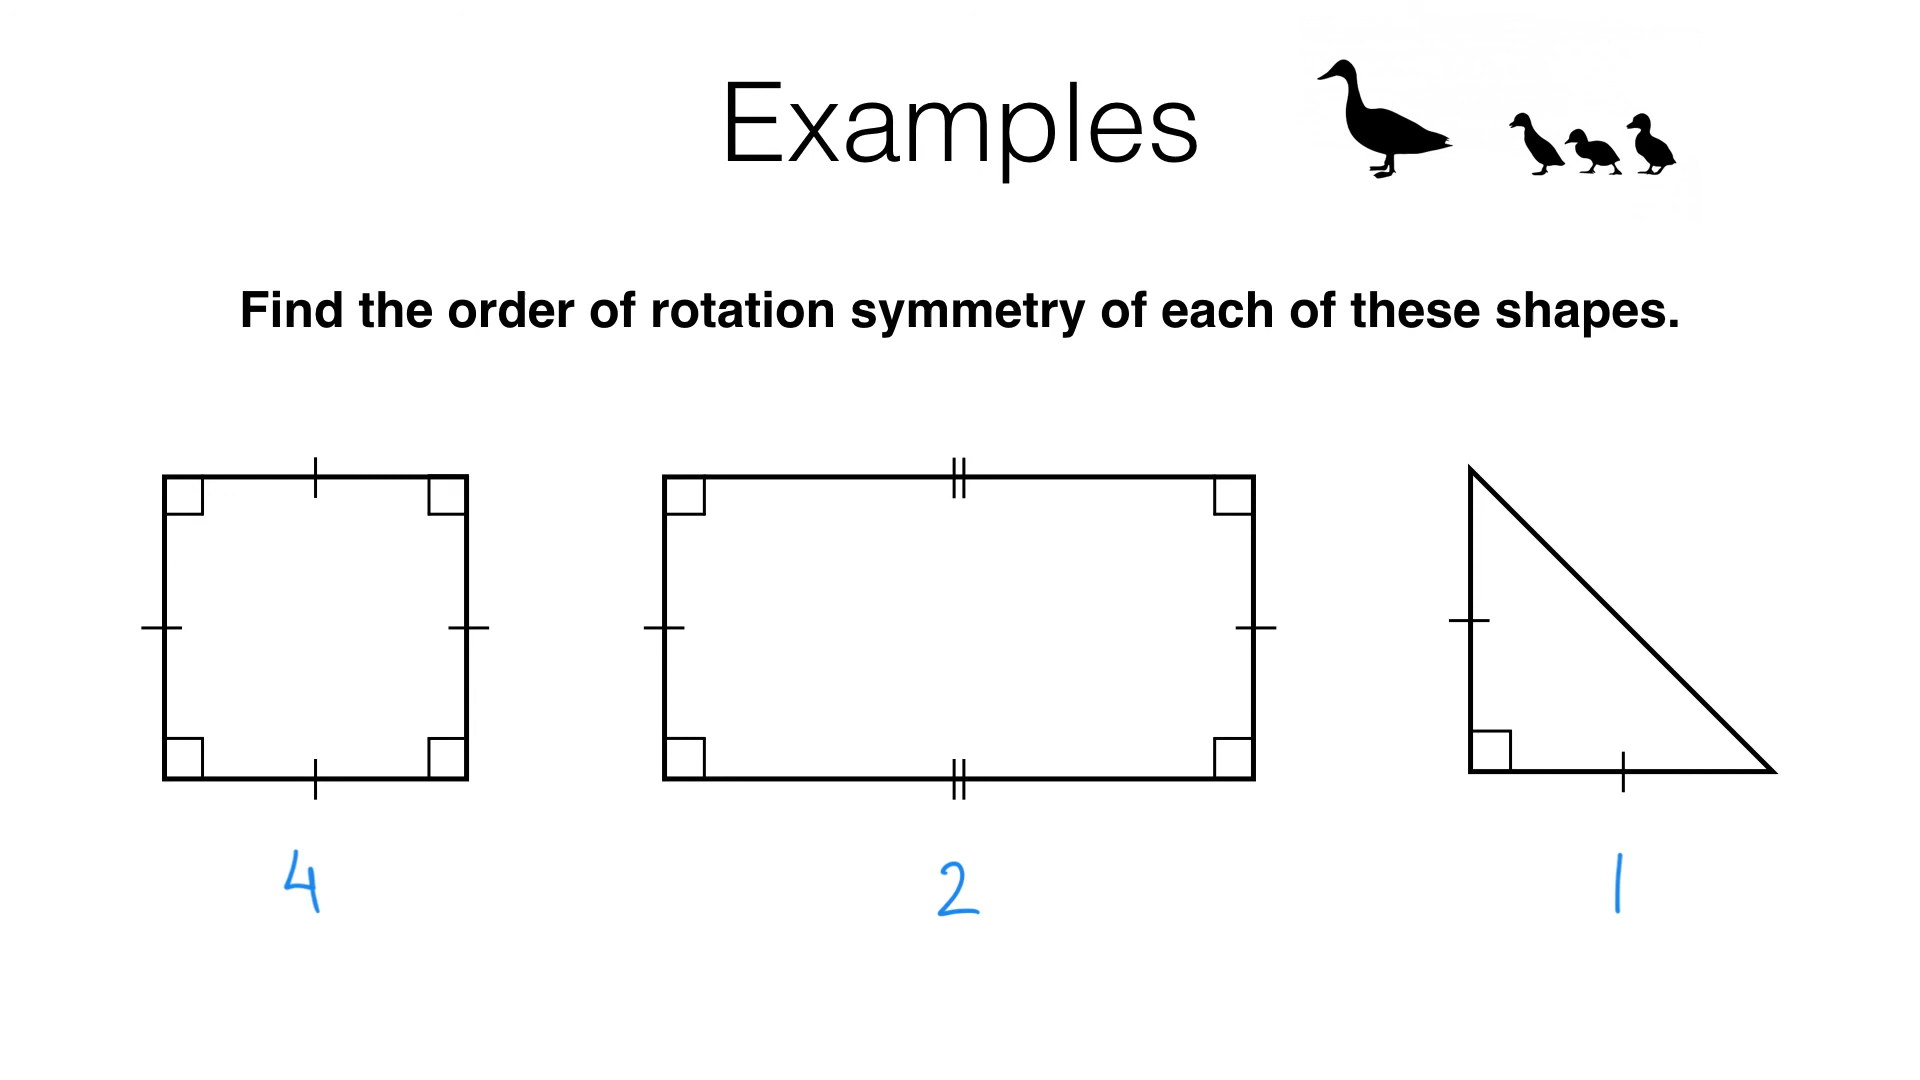 Examples
Find the order of rotation symmetry of each of these shapes.
4 2 1